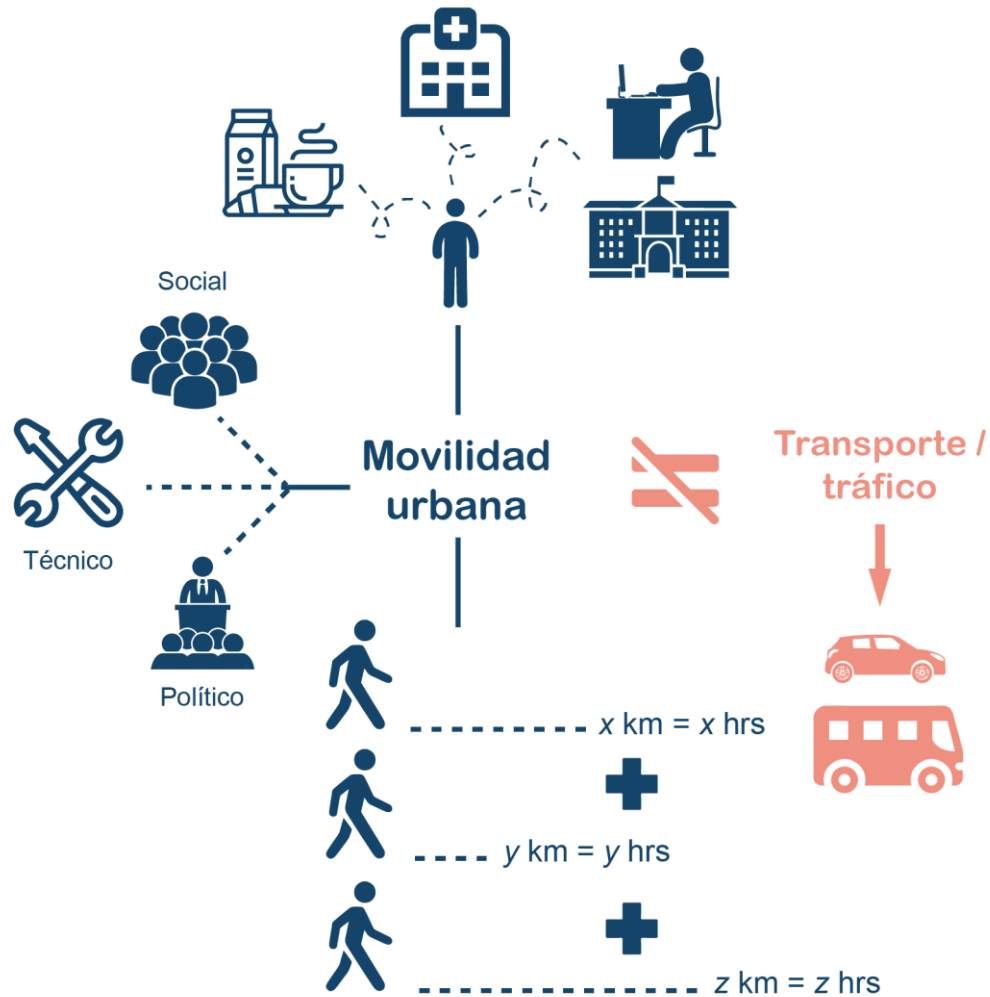 Social
Movilidad
urbana
Transporte /
tráfico
Técnico
Político
x km = x hrs
y km = y hrs
z km = z hrs